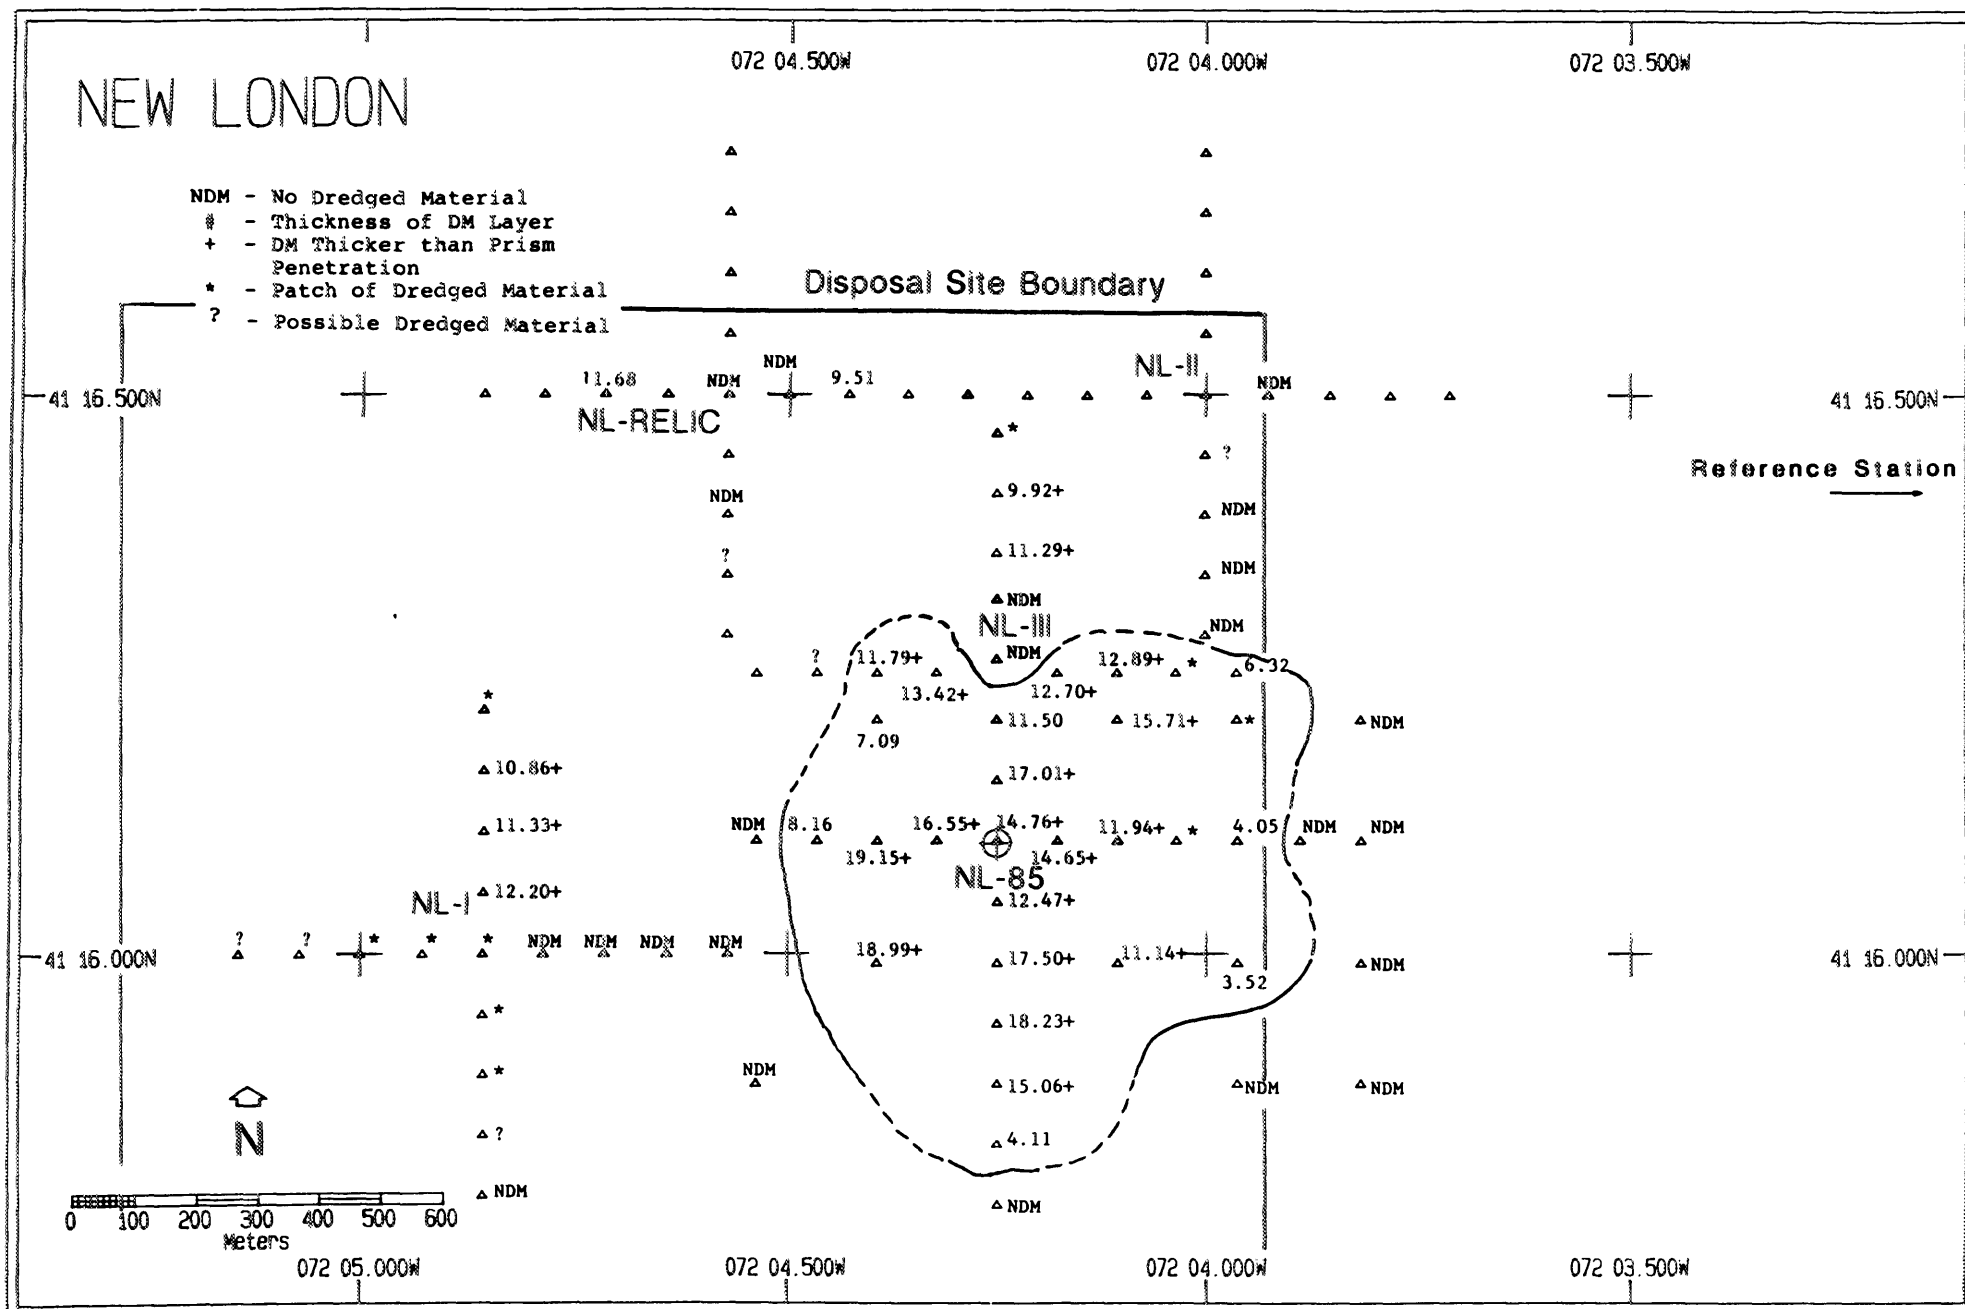 072 04.500W 072 04.000W 072 03.500W
NEW LONDON
NDM - No Dredged Material
# - Thickness of DM Layer
+ - DM Thicker than Prism
Penetration
* - Patch of Dredged Material
? - Possible Dredged Material
Disposal Site Boundary
NDM
NL-II
11.68 NDM 9.51 NDM
41 16.500N 41 16.500N
NL-RELIC
*
?
Reference Station
NDM 9.92+ NDM
? 11.29+ NDM
NDM
NL-III NDM
? 11.79+ NDM 12.89+ * 6.32
13.42+ 12.70+
*
11.50 15.71+ * NDM
7.09
10.86+ 17.01+
11.33+ NDM 8.16 16.55+ 14.76+ 11.94+ * 4.05 NDM NDM
19.15+ 14.65+
NL-85
NL-I 12.20+ 12.47+
? ? * * * NDM NDM NDM NDM 18.99+ 11.14+
41 16.000N 17.50+ NDM 41 16.000N
3.52
* 18.23+
* NDM 15.06+ NDM NDM
N ? 4.11
NDM NDM
0 100 200 300 400 500 600
Meters
072 05.000W 072 04.500W 072 04.000W 072 03.500W